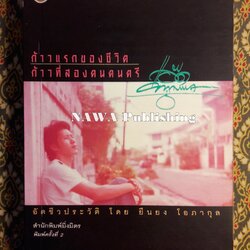 ก้าวแรกของชีวิต
ก้าวที่สองคนดนตรี
NAWA Publishing
อัตชีวประวัติ โดย ยืนยง โอภากุล
สำนักพิมพ์มิ่งมิตร
พิมพ์ครั้งที่ 2